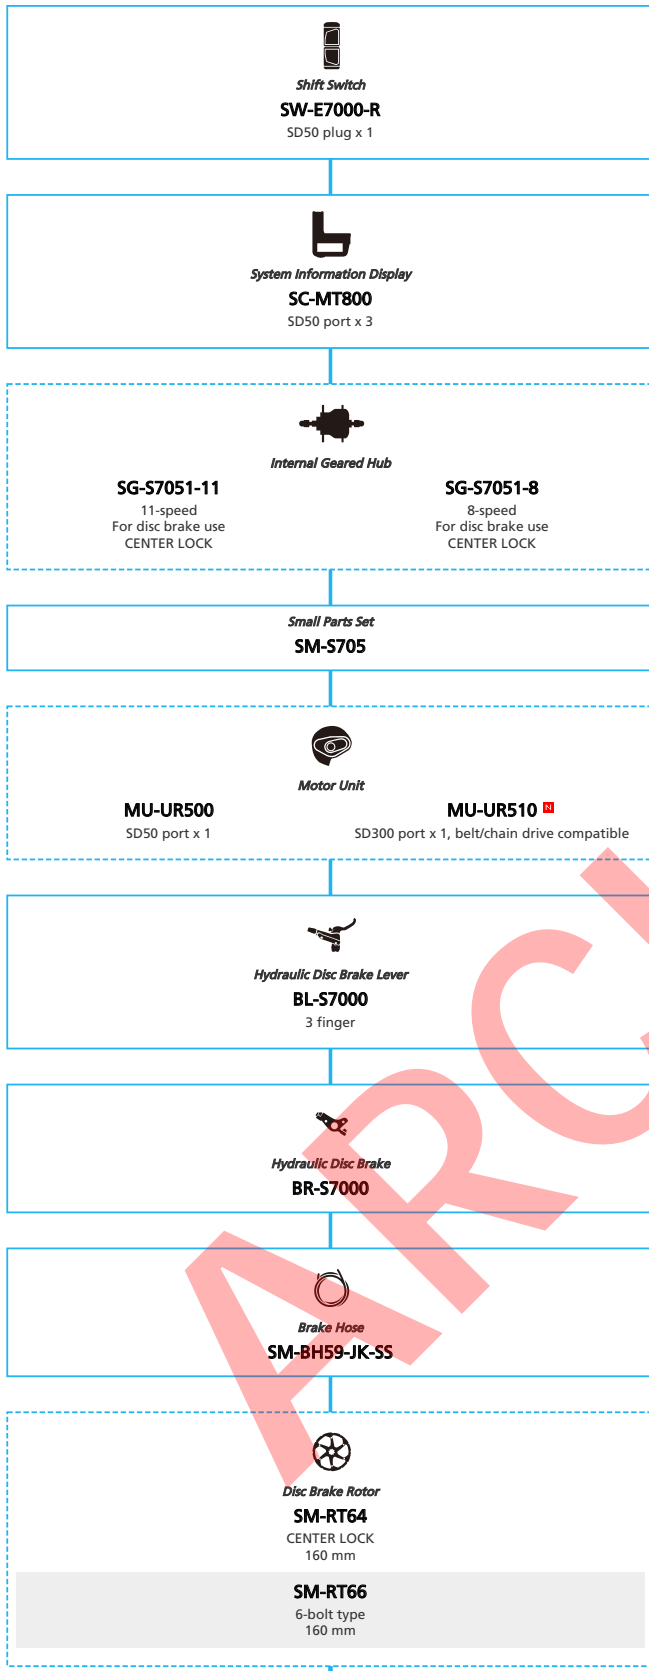 Shift Switch
SW-E7000-R
SD50 plug x 1
System Information Display
SC-MT800
SD50 port x 3
Internal Geared Hub
SG-S7051-11
11-speed
For disc brake use
CENTER LOCK
SG-S7051-8
8-speed
For disc brake use
CENTER LOCK
Small Parts Set
SM-S705
Motor Unit
MU-UR500
SD50 port x 1
MU-UR510 N
SD300 port x 1, belt/chain drive compatible
Hydraulic Disc Brake Lever
BL-S7000
3 finger
Hydraulic Disc Brake
BR-S7000
Brake Hose
SM-BH59-JK-SS
Disc Brake Rotor
SM-RT64
CENTER LOCK
160 mm
SM-RT66
6-bolt type
160 mm